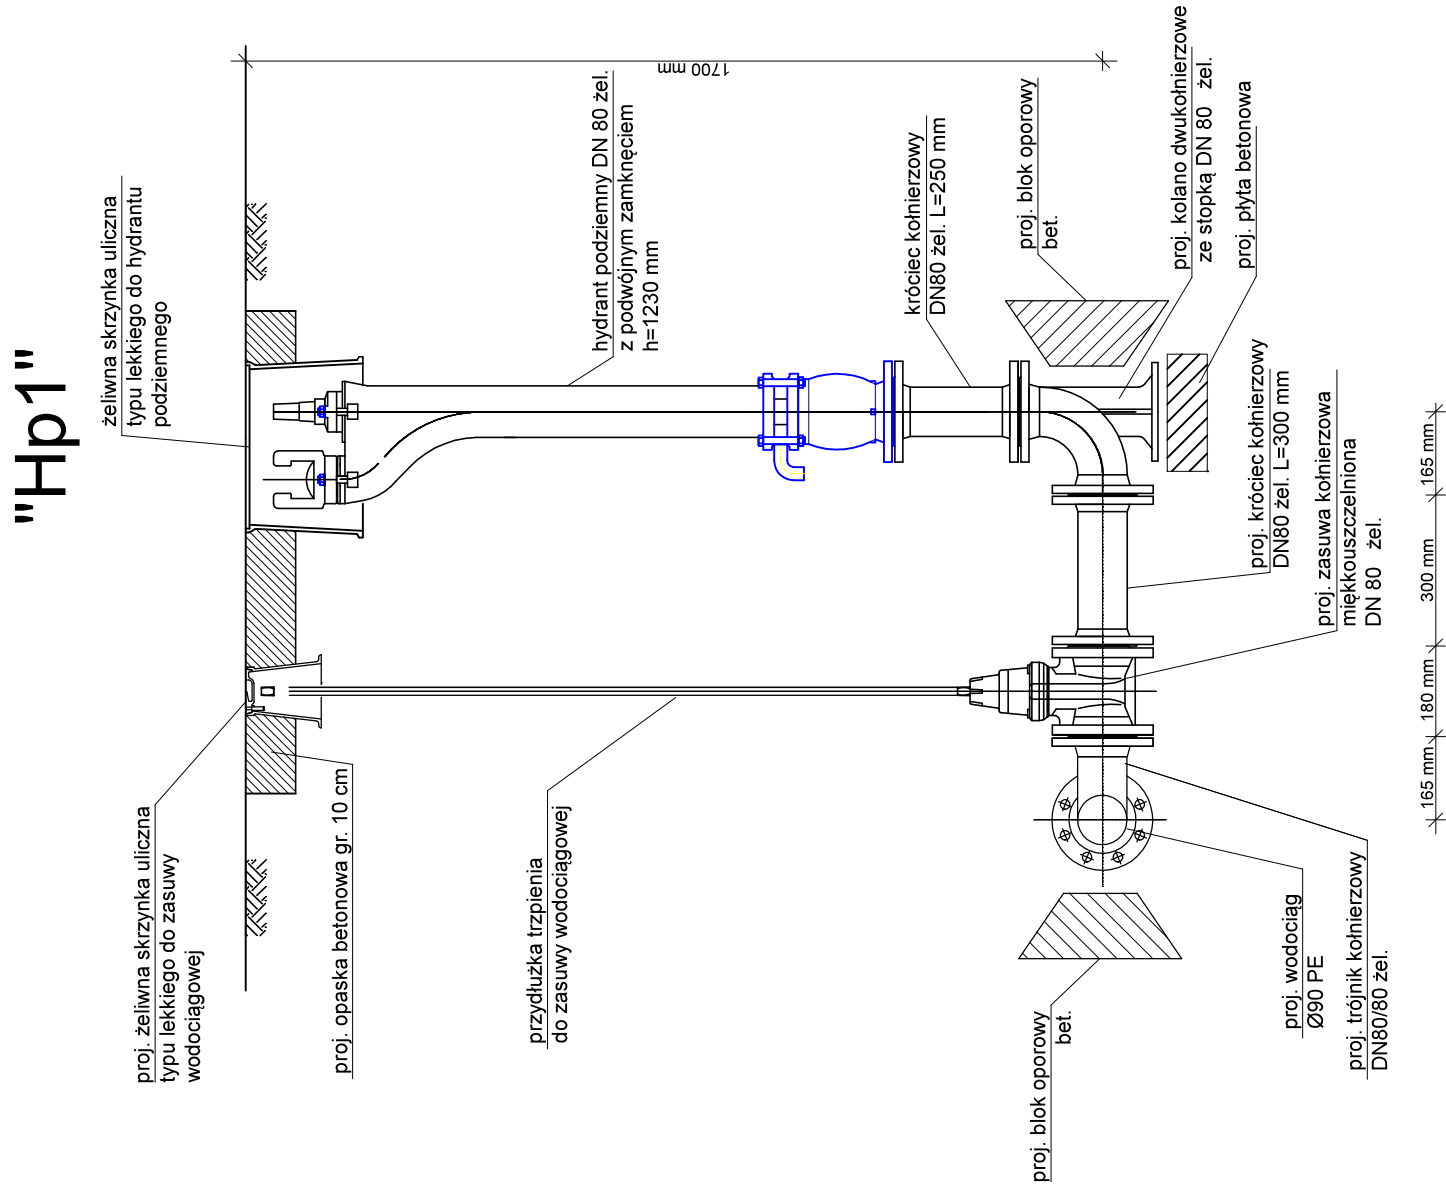 "Hp1"
żeliwna skrzynka uliczna
typu lekkiego do hydrantu
podziemnego
proj. żeliwna skrzynka uliczna
typu lekkiego do zasuwy
wodociągowej
proj. opaska betonowa gr. 10 cm
hydrant podziemny DN 80 żel.
z podwójnym zamknęciem
h=1230 mm
przydłużka trzpienia
do zasuwy wodociągowej
1700 mm
króciec kołnierzowy
DN80 żel. L=250 mm
proj. blok oporowy
bet.
proj. kolano dwukołnierzowe
ze stopką DN 80 żel.
proj. płyta betonowa
proj. króciec kołnierzowy
DN80 żel. L=300 mm
proj. zasuwa kołnierzowa
miękkouszczelniona
DN 80 żel.
proj. blok oporowy
bet.
proj. wodociąg
Ø90 PE
proj. trójnik kołnierzowy
DN80/80 żel.
165 mm
180 mm
300 mm
165 mm